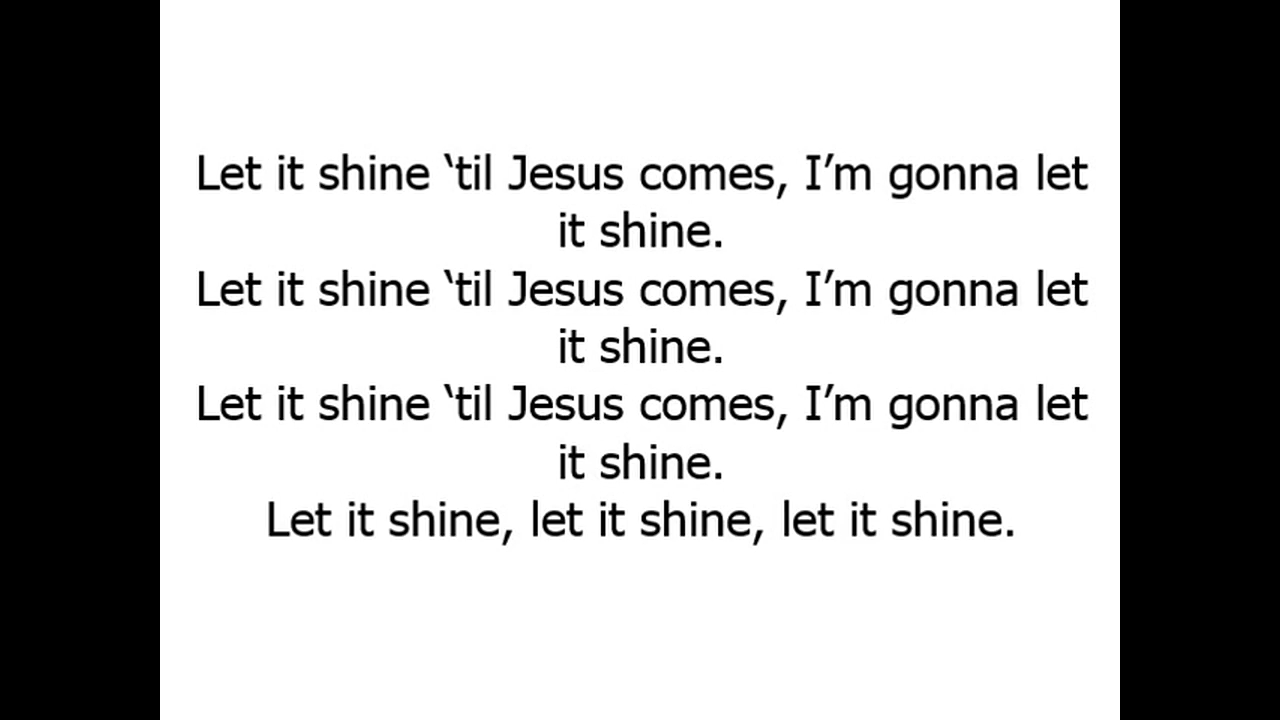 Let it shine ‘til Jesus comes, I’m gonna let
it shine.
Let it shine ‘til Jesus comes, I’m gonna let
it shine.
Let it shine ‘til Jesus comes, I’m gonna let
it shine.
Let it shine, let it shine, let it shine.